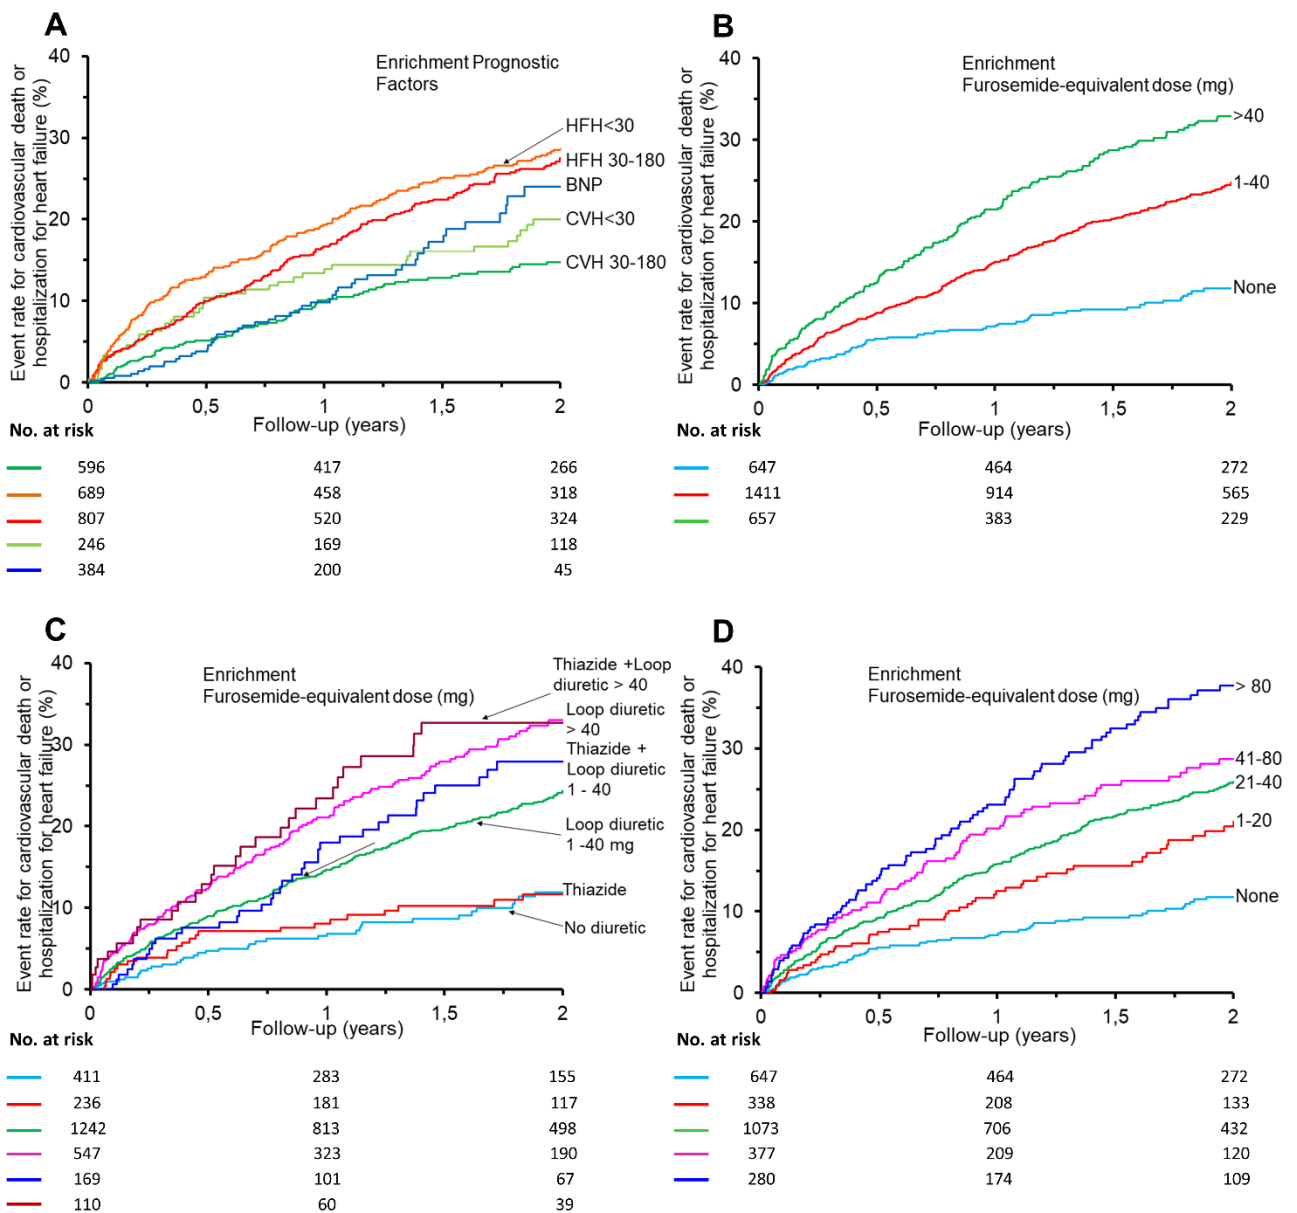 A
Event rate for cardiovascular death or
hospitalization for heart failure (%)
40
30
20
10
0
Enrichment Prognostic
Factors
HFH<30
HFH 30-180
BNP
CVH<30
CVH 30-180
0 0,5 1 1,5 2
Follow-up (years)
No. at risk
596 417 266
689 458 318
807 520 324
246 169 118
384 200 45
B
Event rate for cardiovascular death or
hospitalization for heart failure (%)
40
30
20
10
0
Enrichment
Furosemide-equivalent dose (mg)
>40
1-40
None
0 0,5 1 1,5 2
Follow-up (years)
No. at risk
647 464 272
1411 914 565
657 383 229
C
Event rate for cardiovascular death or
hospitalization for heart failure (%)
40
30
20
10
0
Enrichment
Furosemide-equivalent dose (mg)
Thiazide +Loop
diuretic > 40
Loop diuretic
> 40
Thiazide +
Loop diuretic
1 - 40
Loop diuretic
1 -40 mg
Thiazide
No diuretic
0 0,5 1 1,5 2
Follow-up (years)
No. at risk
411 283 155
236 181 117
1242 813 498
547 323 190
169 101 67
110 60 39
D
Event rate for cardiovascular death or
hospitalization for heart failure (%)
40
30
20
10
0
Enrichment
Furosemide-equivalent dose (mg)
> 80
41-80
21-40
1-20
None
0 0,5 1 1,5 2
Follow-up (years)
No. at risk
647 464 272
338 208 133
1073 706 432
377 209 120
280 174 109